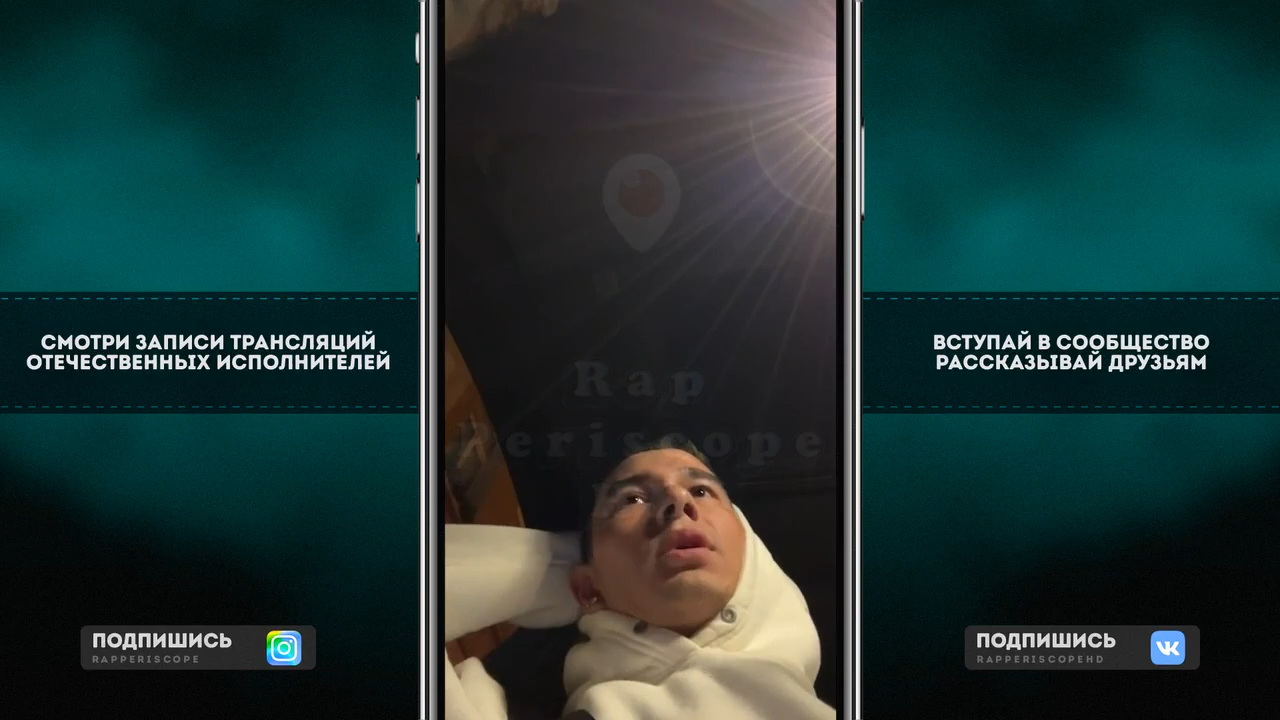 СМОТРИ ЗАПИСИ ТРАНСЛЯЦИЙ
ОТЕЧЕСТВЕННЫХ ИСПОЛНИТЕЛЕЙ
ПОДПИШИСЬ
RAPPERISCOPE
Rap
Periscope
ВСТУПАЙ В СООБЩЕСТВО
РАССКАЗЫВАЙ ДРУЗЬЯМ
ПОДПИШИСЬ
RAPPERISCOPEHD